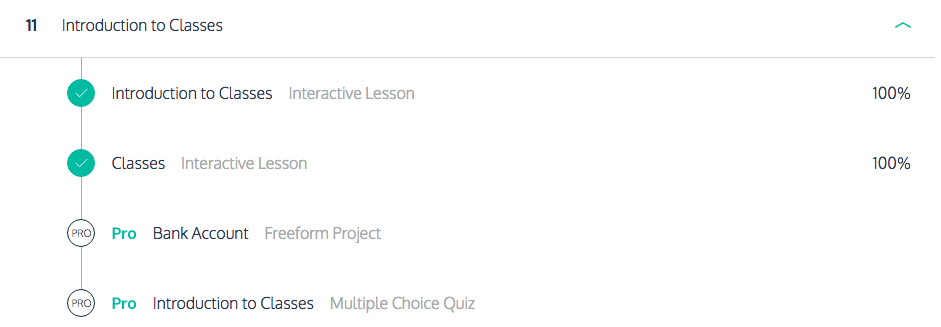 11 Introduction to Classes
Introduction to Classes Interactive Lesson 100%
Classes Interactive Lesson 100%
PRO Pro Bank Account Freeform Project
PRO Pro Introduction to Classes Multiple Choice Quiz